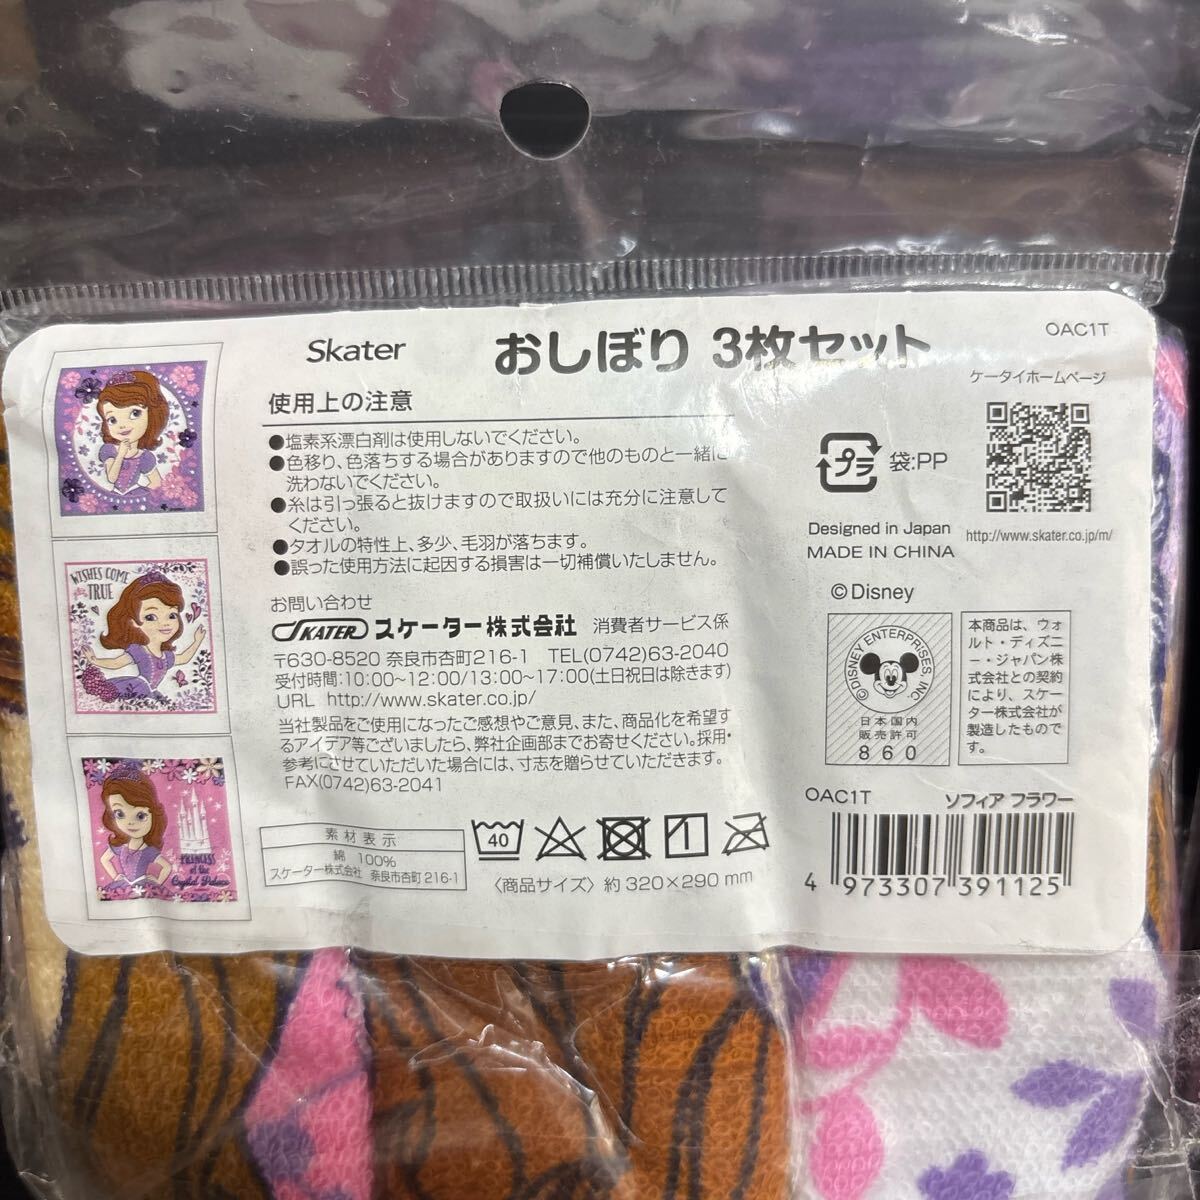 Skater
おしぼり 3枚セット
OAC1T
ケータイホームページ
使用上の注意
●塩素系漂白剤は使用しないでください。
●色移り、色落ちする場合がありますので他のものと一緒に
洗わないでください。
●糸は引っ張ると抜けますので取扱いには充分に注意して
ください。
●タオルの特性上、多少、毛羽が落ちます。
●誤った使用方法に起因する損害は一切補償いたしません。
お問い合わせ
SKATER スケーター株式会社 消費者サービス係
〒630-8520 奈良市杏町216-1 TEL(0742)63-2040
受付時間:10:00~12:00/13:00~17:00(土日祝日は除きます)
URL http://www.skater.co.jp/
当社製品をご使用になったご感想やご意見、また、商品化を希望す
るアイデア等ございましたら、弊社企画部までお寄せください。採用・
参考にさせていただいた場合には、寸志を贈らせていただきます。
FAX(0742)63-2041
素材表示
綿 100%
スケーター株式会社 奈良市杏町216-1
40
1
〈商品サイズ〉約320×290mm
プラ
袋:PP
Designed in Japan
MADE IN CHINA
http://www.skater.co.jp/m/
©Disney
©DISNEY ENTERPRISES, INC.
日本国内
販売許可
860
本商品は、ウォ
ルト・ディズニ
ー・ジャパン株
式会社との契約
により、スケー
ター株式会社が
製造したもので
す。
OAC1T ソフィア フラワー
4 973307 391125
WISHES COME
TRUE
PRINCESS
of the
Crystal Palace